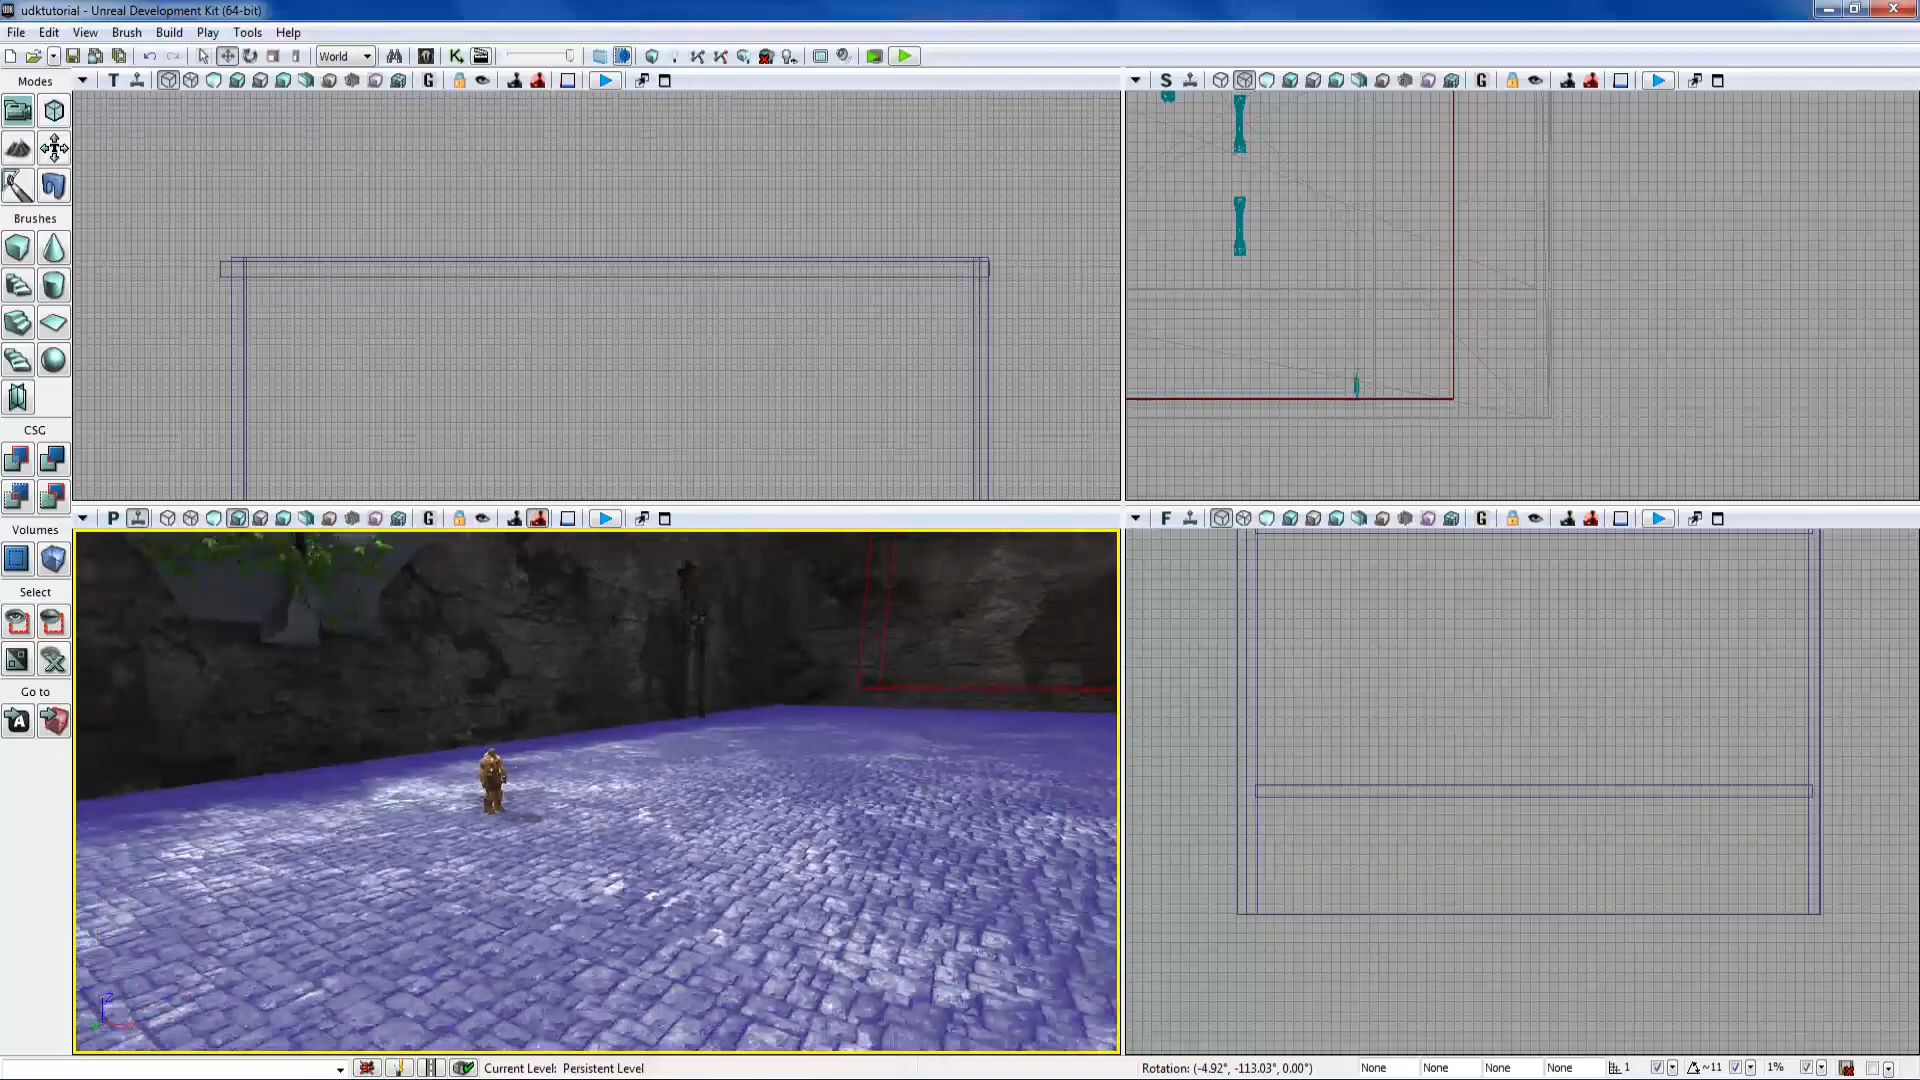 udktutorial - Unreal Development Kit (64-bit)
File Edit View Brush Build Play Tools Help
World
Modes
T G
S G
Brushes
CSG
P G
F G
Volumes
Select
Go to
A
Z
Current Level: Persistent Level
Rotation: (-4.92°, -113.03°, 0.00°)
None None None None
1
~11
1%